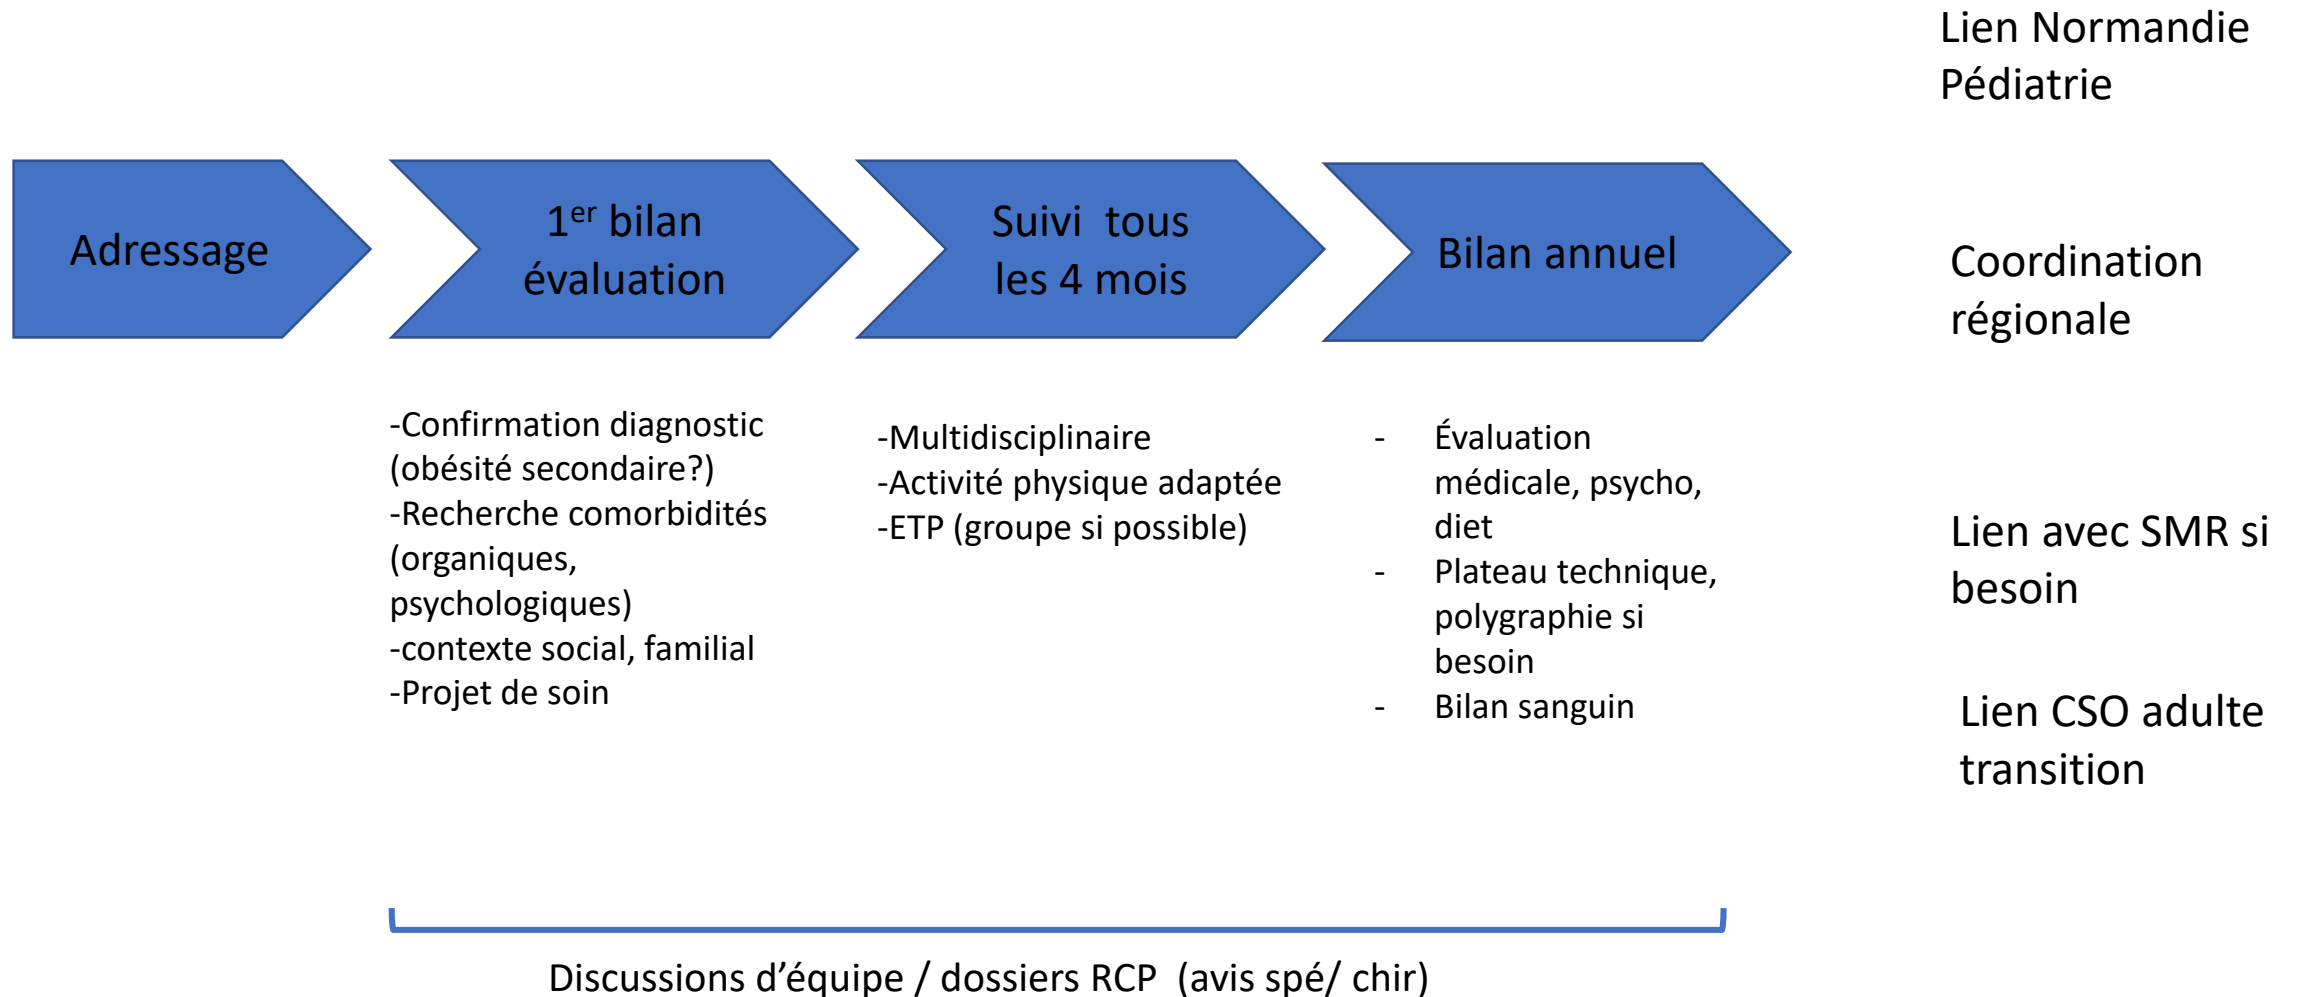 Lien Normandie
Pédiatrie
Adressage
1er bilan
évaluation
Suivi  tous
les 4 mois
Bilan annuel
Coordination
régionale
-Confirmation diagnostic
(obésité secondaire?)
-Recherche comorbidités
(organiques,
psychologiques)
-contexte social, familial
-Projet de soin
-Multidisciplinaire
-Activité physique adaptée
-ETP (groupe si possible)
- Évaluation
médicale, psycho,
diet
- Plateau technique,
polygraphie si
besoin
- Bilan sanguin
Lien avec SMR si
besoin
Lien CSO adulte
transition
Discussions d’équipe / dossiers RCP  (avis spé/ chir)